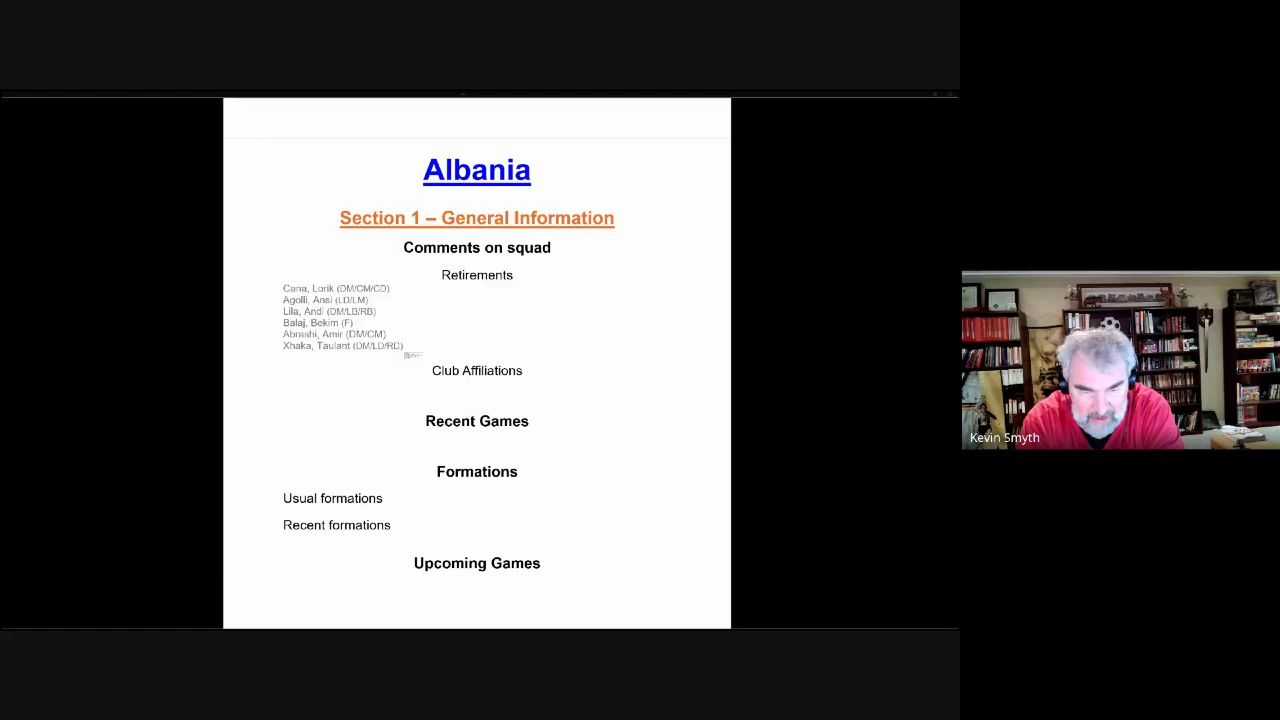 Albania
Section 1 – General Information
Comments on squad
Retirements
Cana, Lorik (DM/CM/CD)
Agolli, Ansi (LD/LM)
Lila, Andi (DM/LB/RB)
Balaj, Bekim (F)
Abrashi, Amir (DM/CM)
Xhaka, Taulant (DM/LD/RD)
Club Affiliations
Recent Games
Formations
Usual formations
Recent formations
Upcoming Games
Kevin Smyth